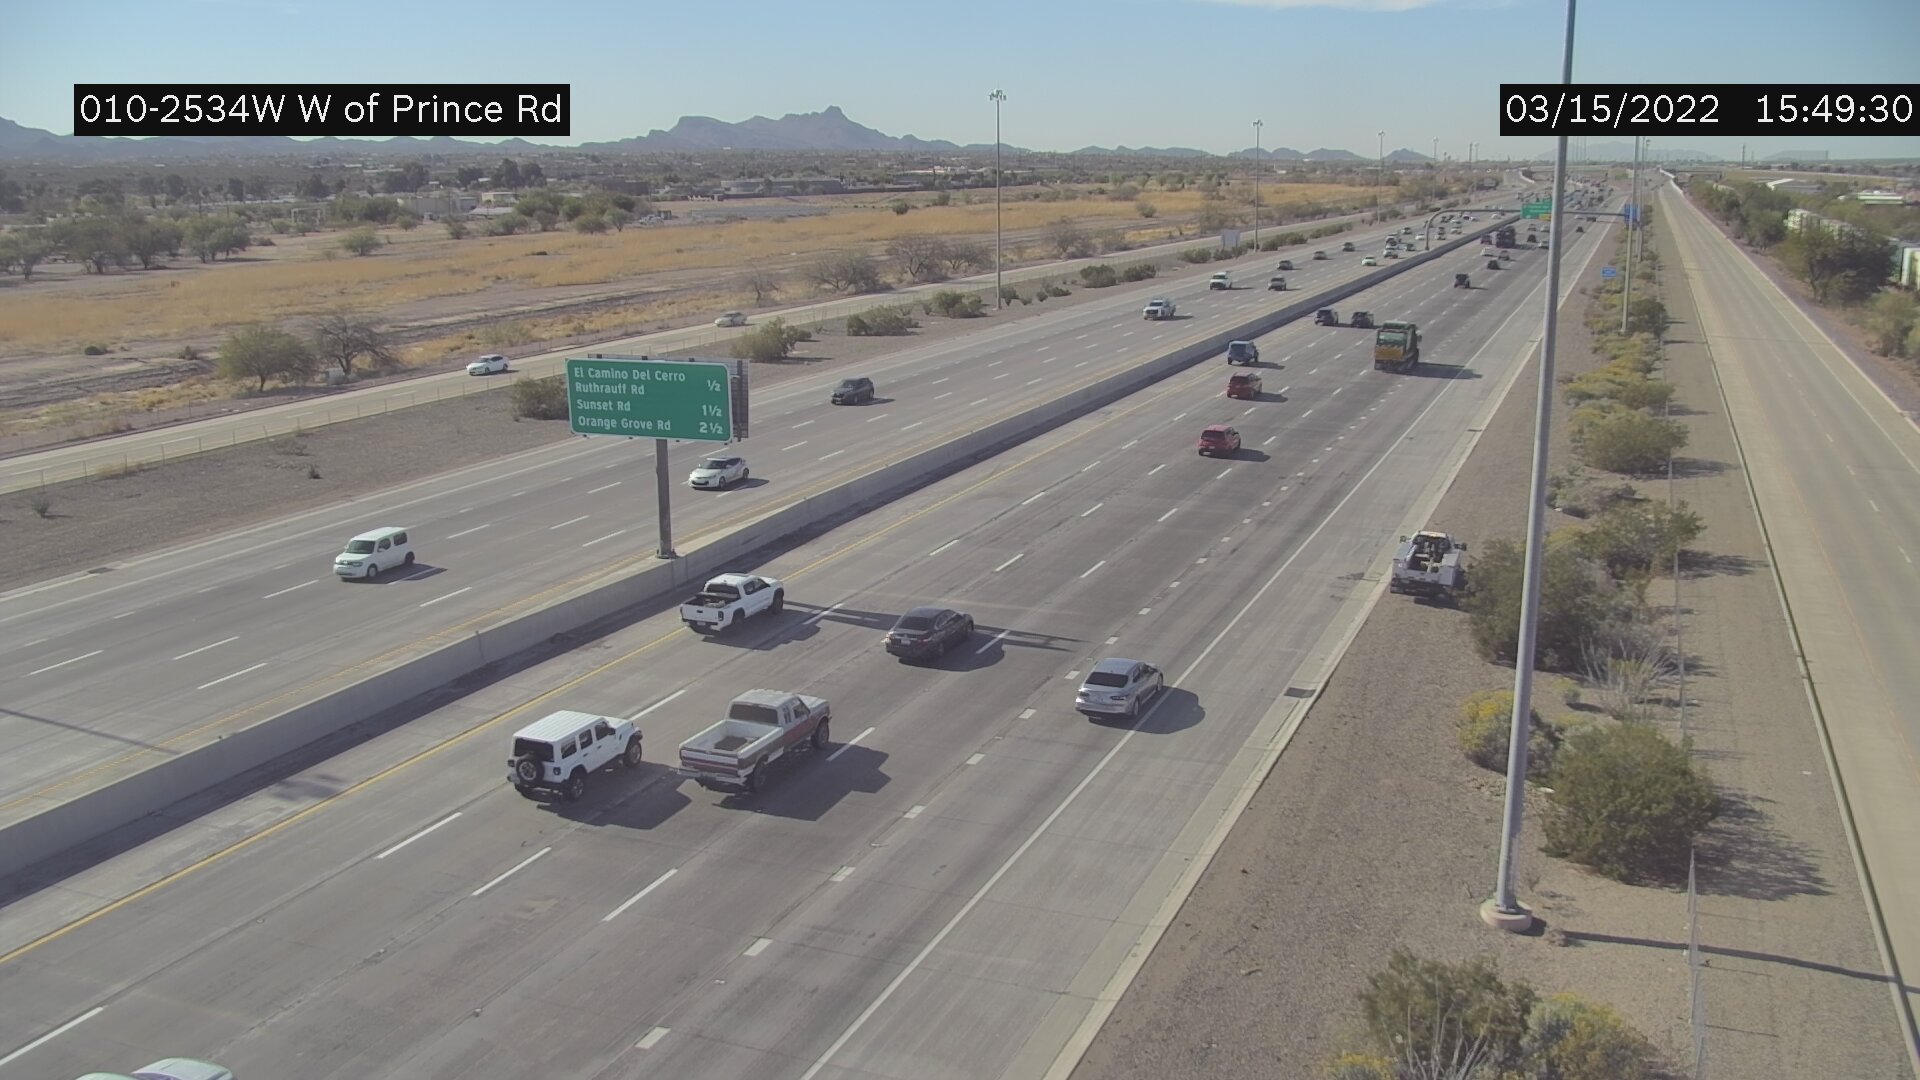 010-2534W W of Prince Rd
03/15/2022 15:49:30
El Camino Del Cerro
Ruthrauff Rd ½
Sunset Rd 1½
Orange Grove Rd 2½